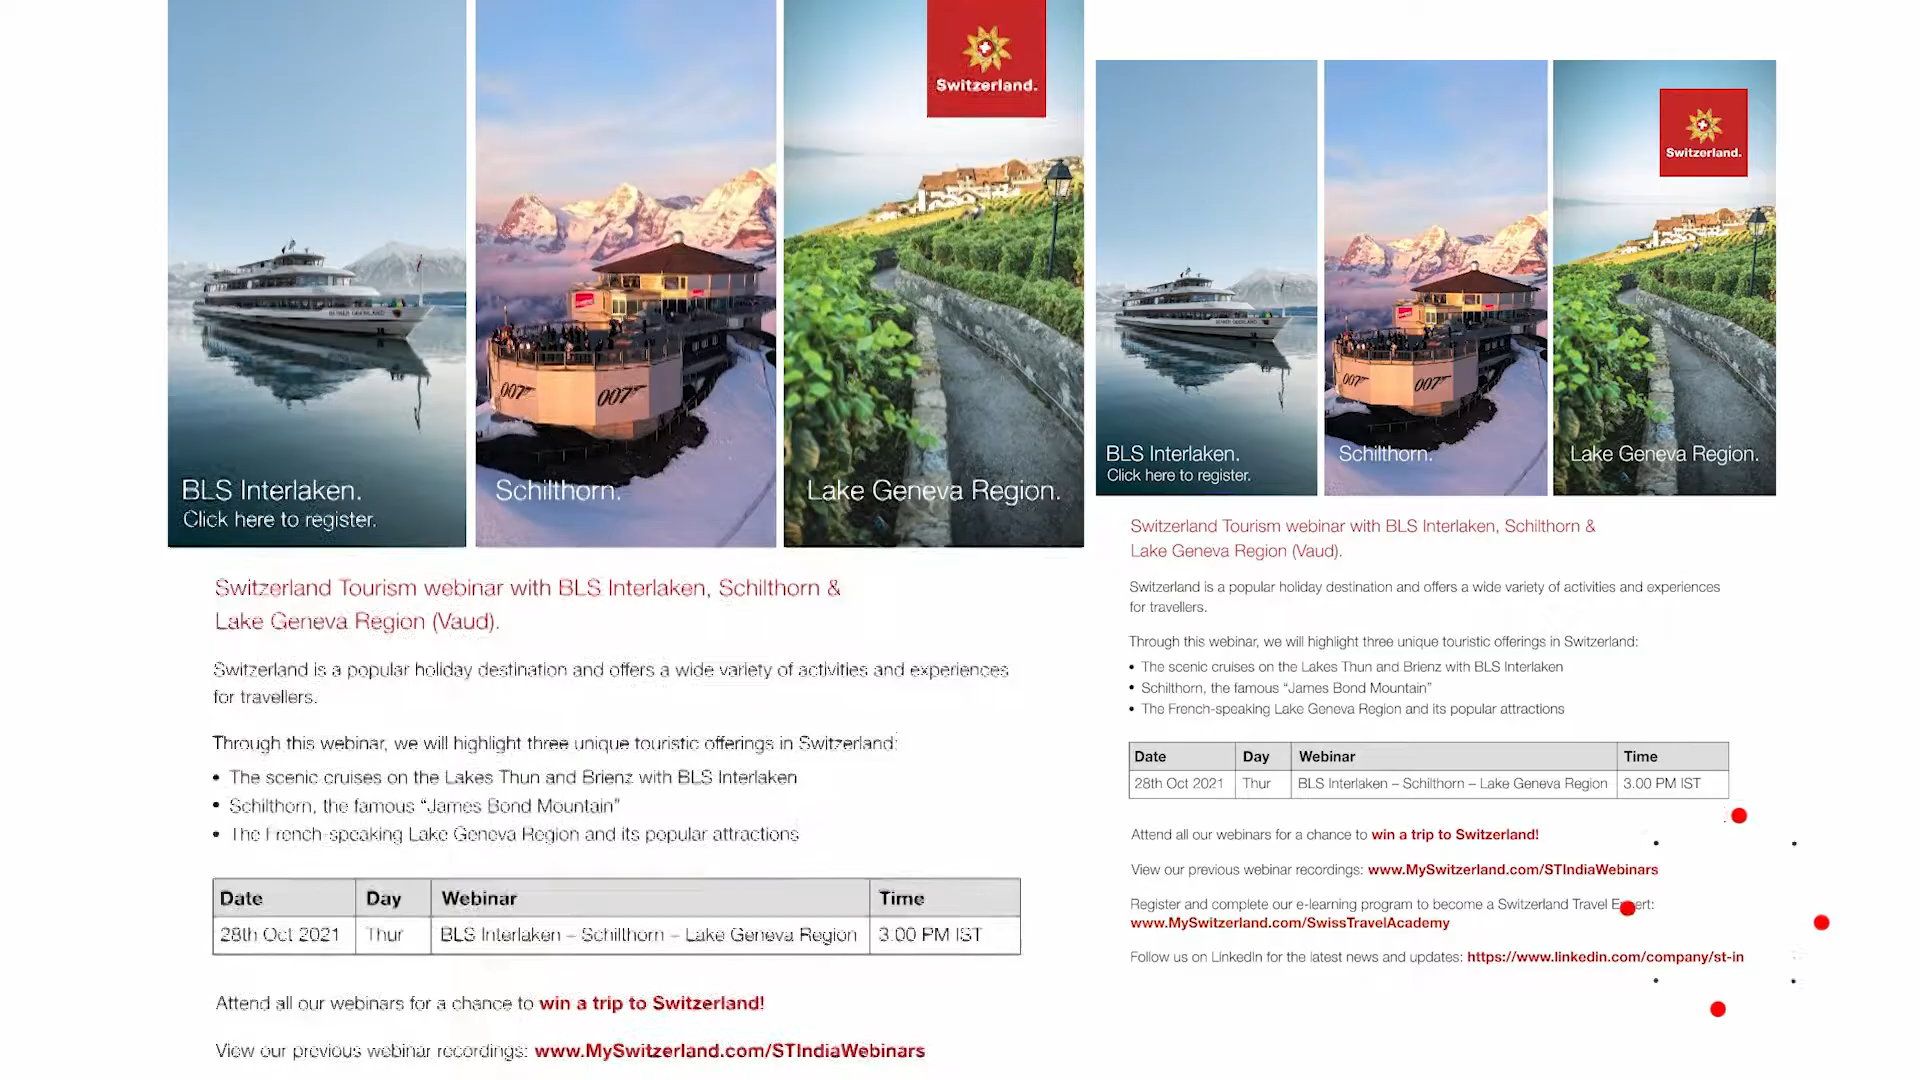 Switzerland.
BERNER OBERLAND
007
007
BLS Interlaken.
Click here to register.
Schilthorn.
Lake Geneva Region.
Switzerland Tourism webinar with BLS Interlaken, Schilthorn &
Lake Geneva Region (Vaud).
Switzerland is a popular holiday destination and offers a wide variety of activities and experiences
for travellers.
Through this webinar, we will highlight three unique touristic offerings in Switzerland:
• The scenic cruises on the Lakes Thun and Brienz with BLS Interlaken
• Schilthorn, the famous “James Bond Mountain”
• The French-speaking Lake Geneva Region and its popular attractions
Date Day Webinar Time
28th Oct 2021 Thur BLS Interlaken – Schilthorn – Lake Geneva Region 3.00 PM IST
Attend all our webinars for a chance to win a trip to Switzerland!
View our previous webinar recordings: www.MySwitzerland.com/STIndiaWebinars
Switzerland.
BERNER OBERLAND
007
007
BLS Interlaken.
Click here to register.
Schilthorn.
Lake Geneva Region.
Switzerland Tourism webinar with BLS Interlaken, Schilthorn &
Lake Geneva Region (Vaud).
Switzerland is a popular holiday destination and offers a wide variety of activities and experiences
for travellers.
Through this webinar, we will highlight three unique touristic offerings in Switzerland:
• The scenic cruises on the Lakes Thun and Brienz with BLS Interlaken
• Schilthorn, the famous “James Bond Mountain”
• The French-speaking Lake Geneva Region and its popular attractions
Date Day Webinar Time
28th Oct 2021 Thur BLS Interlaken – Schilthorn – Lake Geneva Region 3.00 PM IST
Attend all our webinars for a chance to win a trip to Switzerland!
View our previous webinar recordings: www.MySwitzerland.com/STIndiaWebinars
Register and complete our e-learning program to become a Switzerland Travel Expert:
www.MySwitzerland.com/SwissTravelAcademy
Follow us on LinkedIn for the latest news and updates: https://www.linkedin.com/company/st-in